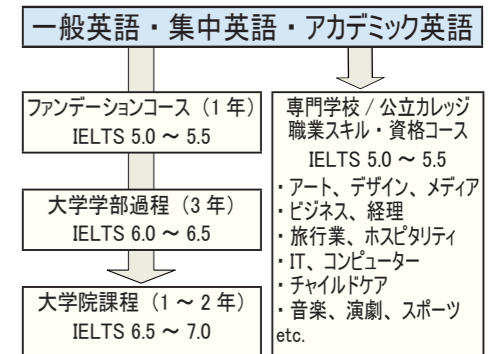 一般英語・集中英語・アカデミック英語
ファンデーションコース（1 年）
IELTS 5.0 ～ 5.5
大学学部過程（3 年）
IELTS 6.0 ～ 6.5
大学院課程（1 ～ 2 年）
IELTS 6.5 ～ 7.0
専門学校 / 公立カレッジ
職業スキル・資格コース
IELTS 5.0 ～ 5.5
・アート、デザイン、メディア
・ビジネス、経理
・旅行業、ホスピタリティ
・IT、コンピューター
・チャイルドケア
・音楽、演劇、スポーツ
etc.